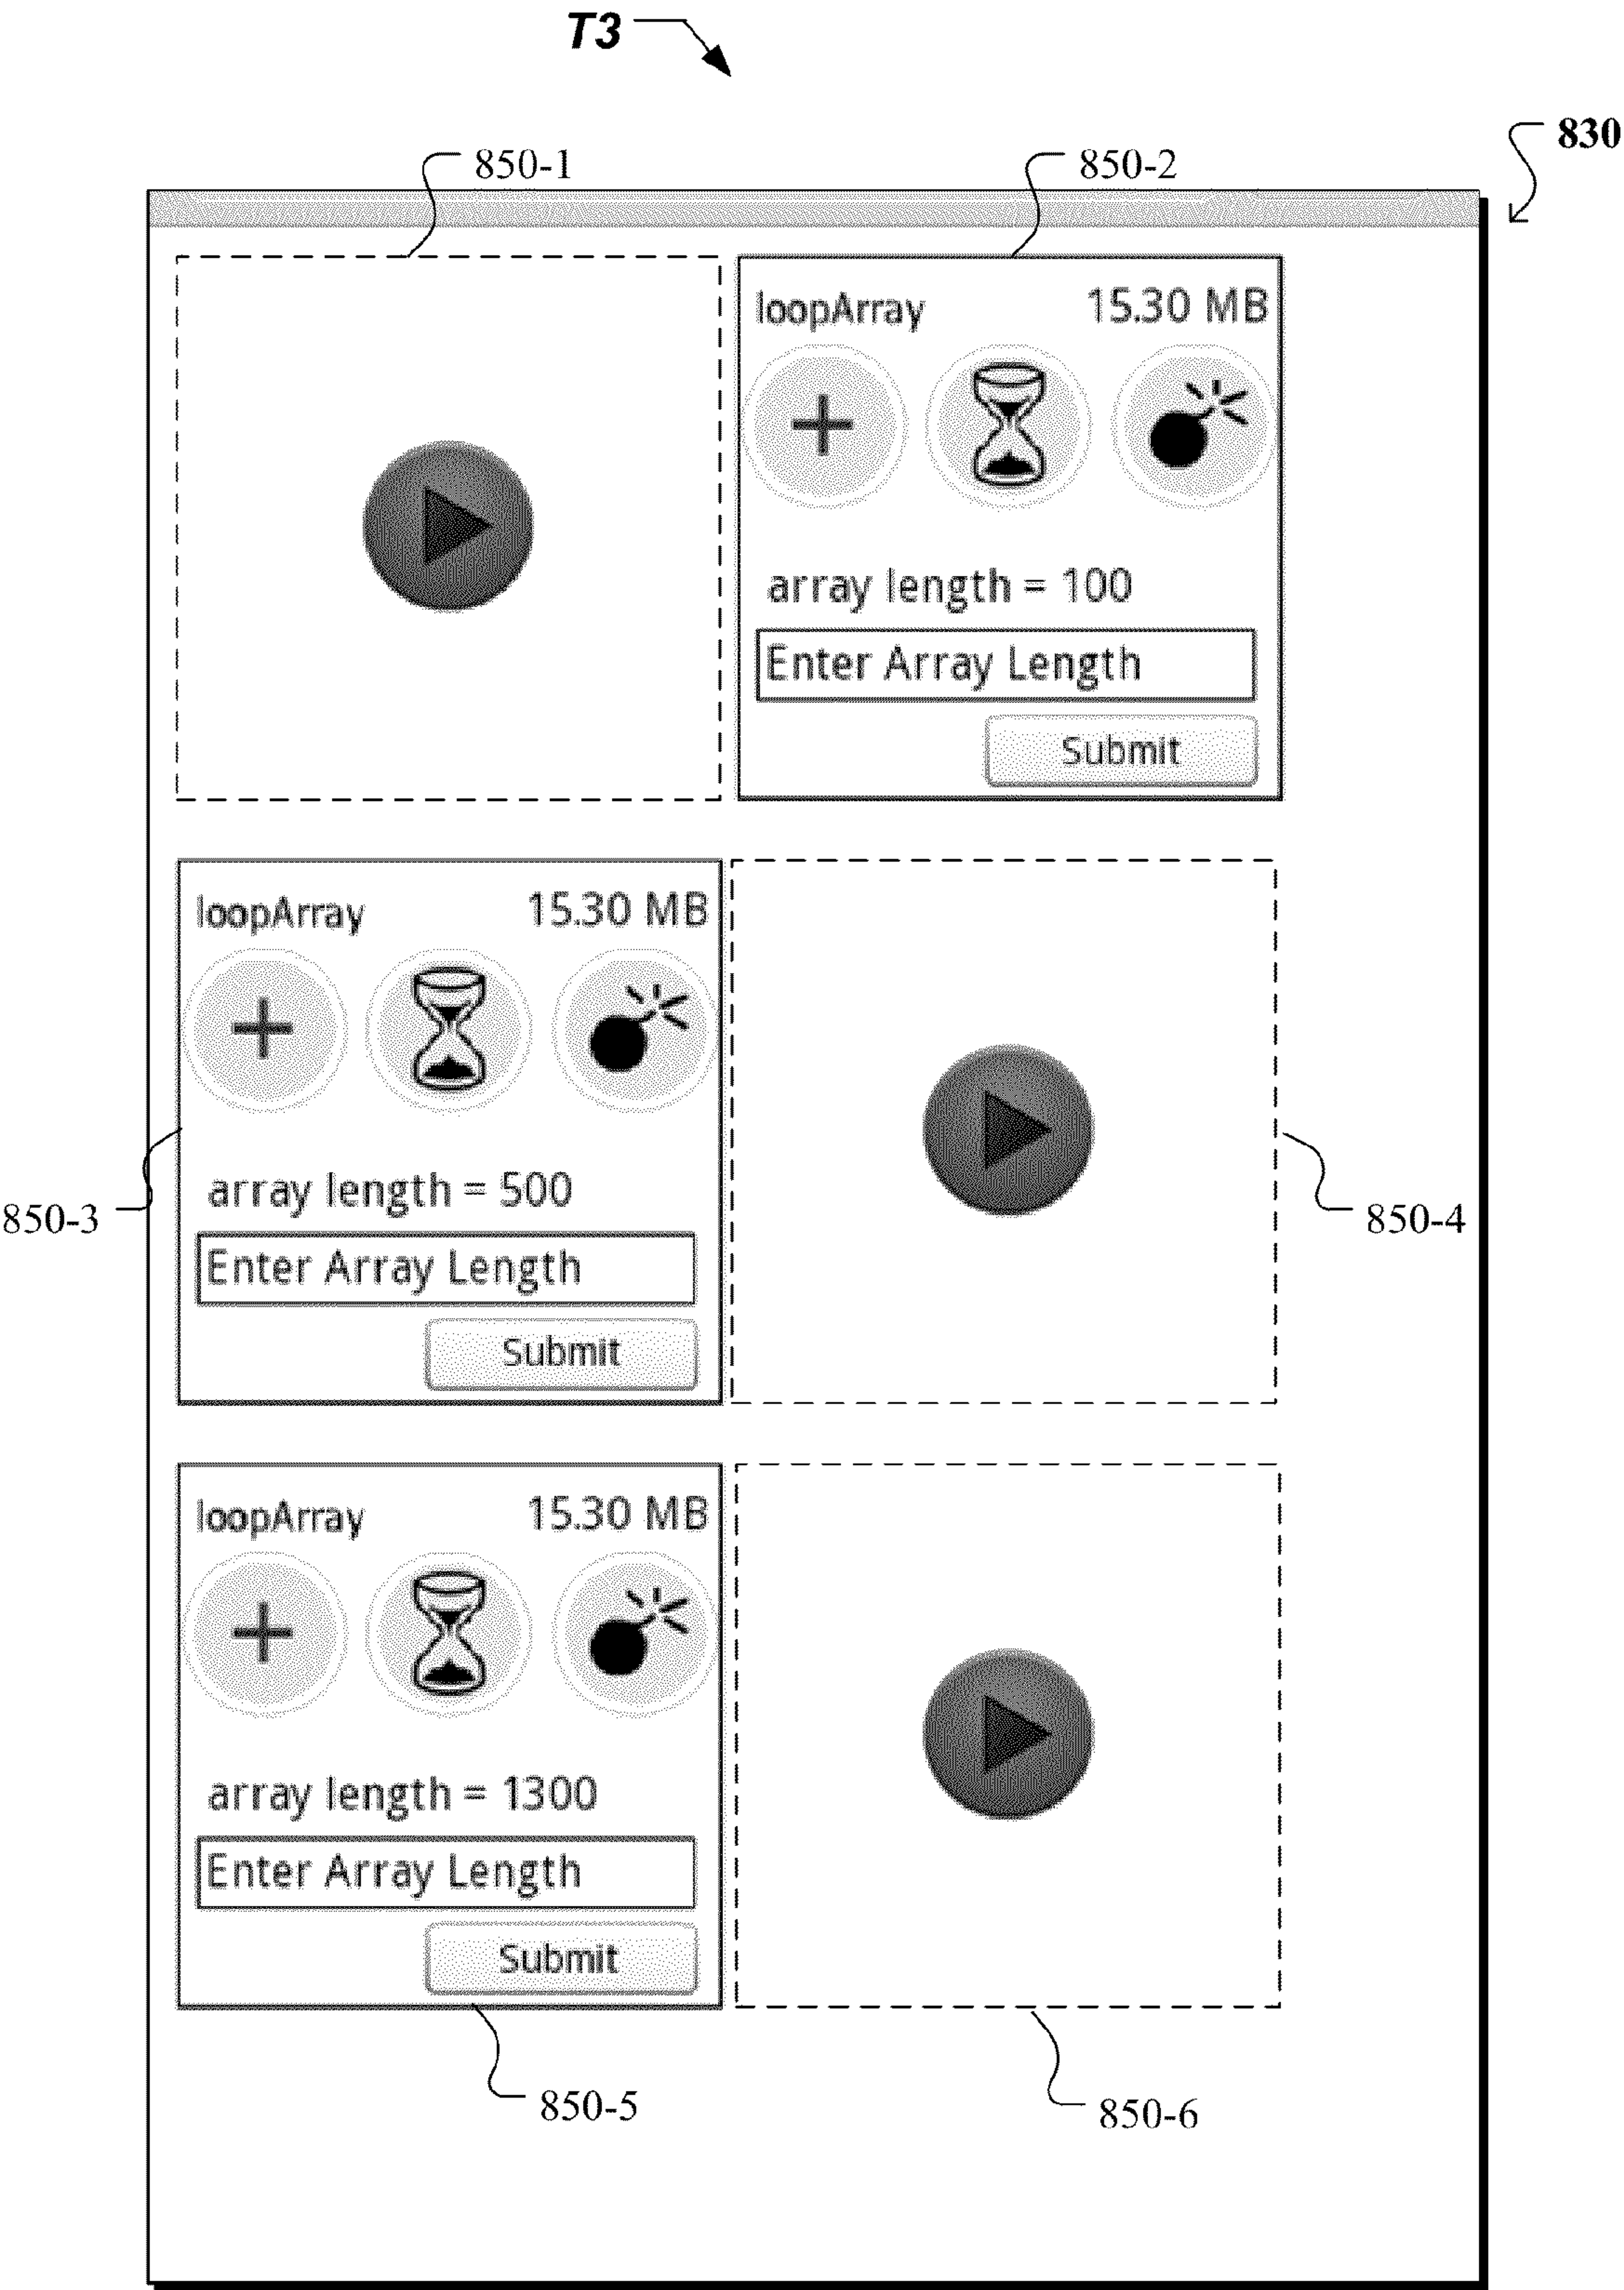 T3
830
850-1
850-2
loopArray 15.30 MB
+
array length = 100
Enter Array Length
Submit
loopArray 15.30 MB
+
850-3
array length = 500
Enter Array Length
Submit
850-4
loopArray 15.30 MB
+
array length = 1300
Enter Array Length
Submit
850-5
850-6